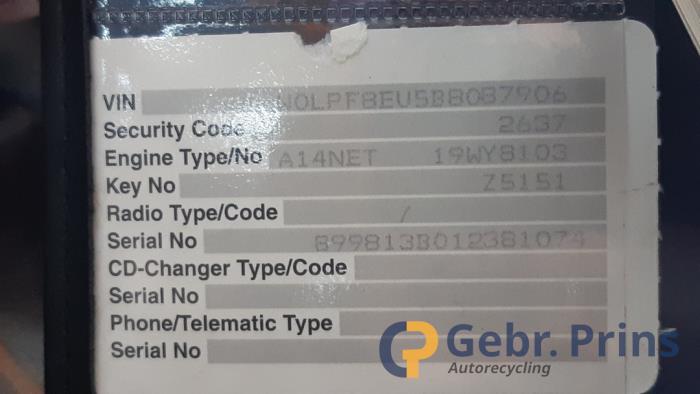 VIN W0LPF8EU5B8087906
Security Code 2637
Engine Type/No A14NET 19WY8103
Key No Z5151
Radio Type/Code /
Serial No 899813B012381074
CD-Changer Type/Code
Serial No
Phone/Telematic Type
Serial No
Gebr. Prins
Autorecycling